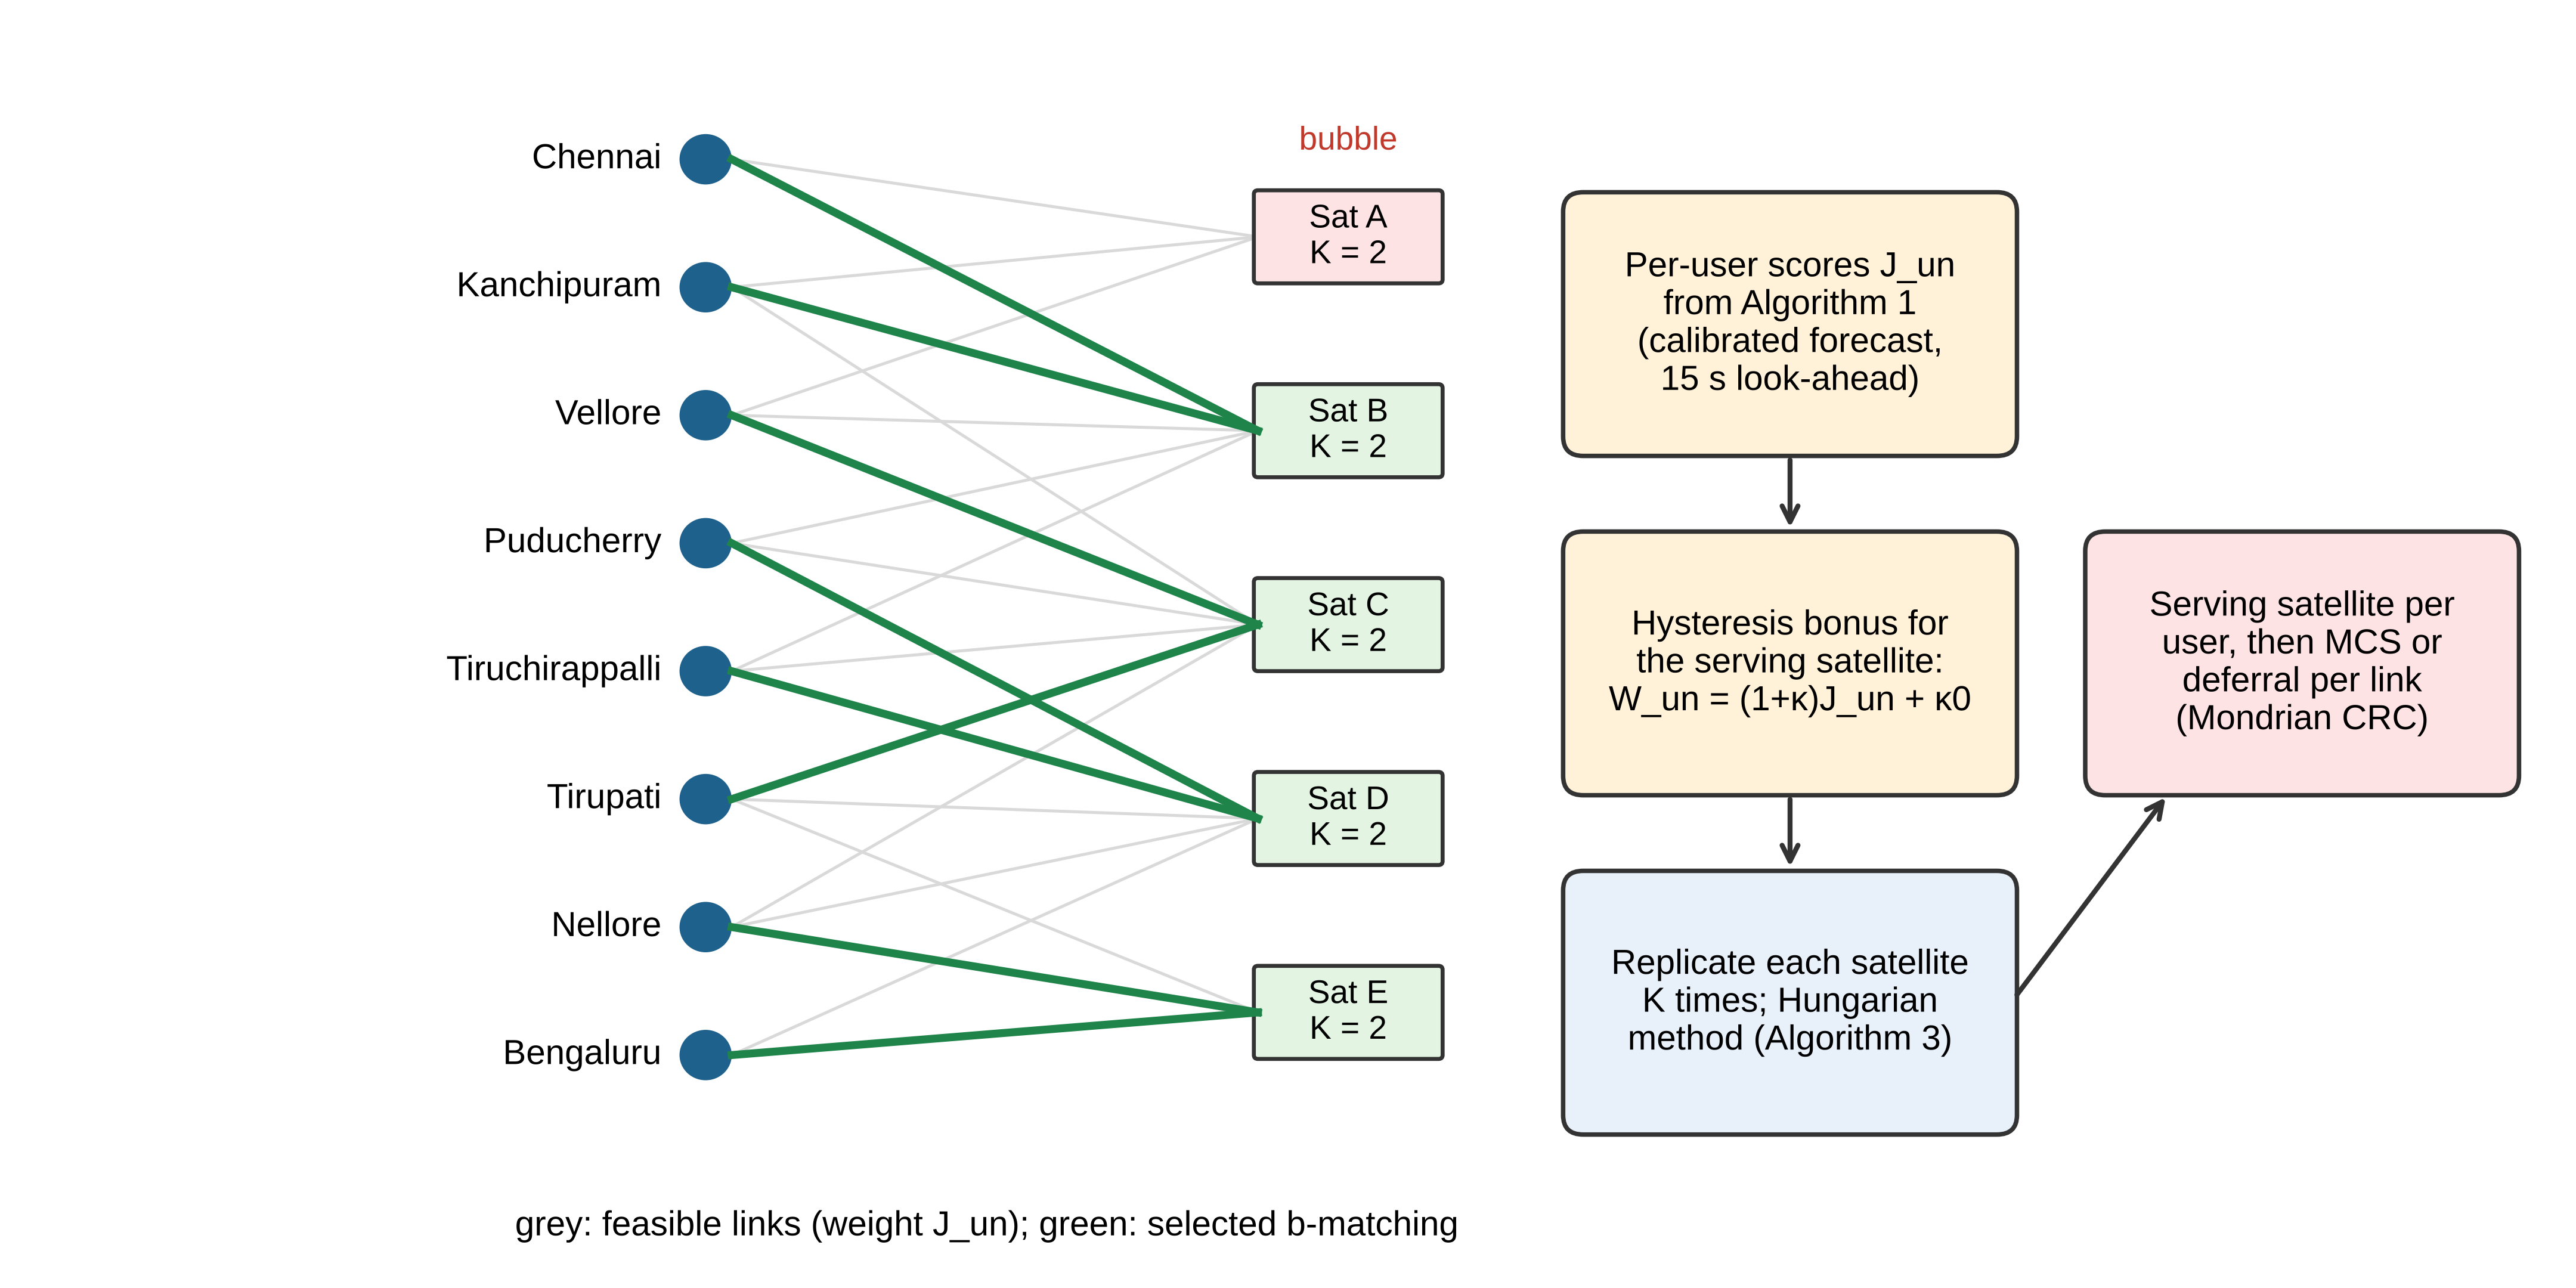 Chennai
Kanchipuram
Vellore
Puducherry
Tiruchirappalli
Tirupati
Nellore
Bengaluru
bubble
Sat A
K = 2
Sat B
K = 2
Sat C
K = 2
Sat D
K = 2
Sat E
K = 2
Per-user scores J_un
from Algorithm 1
(calibrated forecast,
15 s look-ahead)
Hysteresis bonus for
the serving satellite:
W_un = (1+κ)J_un + κ0
Replicate each satellite
K times; Hungarian
method (Algorithm 3)
Serving satellite per
user, then MCS or
deferral per link
(Mondrian CRC)
grey: feasible links (weight J_un); green: selected b-matching